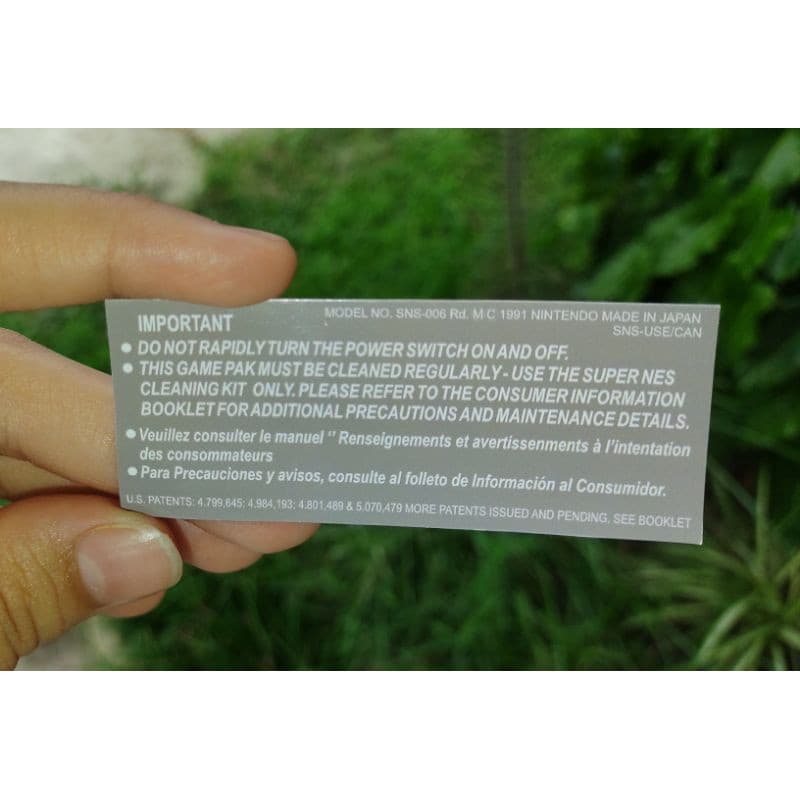 MODEL NO. SNS-006 Rd. M C 1991 NINTENDO MADE IN JAPAN
SNS-USE/CAN
IMPORTANT
• DO NOT RAPIDLY TURN THE POWER SWITCH ON AND OFF.
• THIS GAME PAK MUST BE CLEANED REGULARLY - USE THE SUPER NES
CLEANING KIT ONLY. PLEASE REFER TO THE CONSUMER INFORMATION
BOOKLET FOR ADDITIONAL PRECAUTIONS AND MAINTENANCE DETAILS.
• Veuillez consulter le manuel “ Renseignements et avertissenments à l’intentation
des consommateurs
• Para Precauciones y avisos, consulte al folleto de Información al Consumidor.
U.S. PATENTS: 4.799,645; 4.984,193; 4.801,489 & 5.070,479 MORE PATENTS ISSUED AND PENDING, SEE BOOKLET